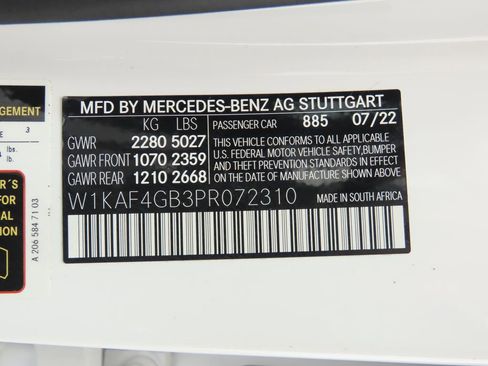 MFD BY MERCEDES-BENZ AG STUTTGART
KG LBS
GVWR 2280 5027
GAWR FRONT 1070 2359
GAWR REAR 1210 2668
PASSENGER CAR 885 07/22
THIS VEHICLE CONFORMS TO ALL APPLICABLE
U.S. FEDERAL MOTOR VEHICLE SAFETY,BUMPER
AND THEFT PREVENTION STANDARDS IN EFFECT
ON THE DATE OF MANUFACTURE SHOWN ABOVE.
W1KAF4GB3PR072310 MADE IN SOUTH AFRICA
A 206 584 71 03
3
lbs.
lb.